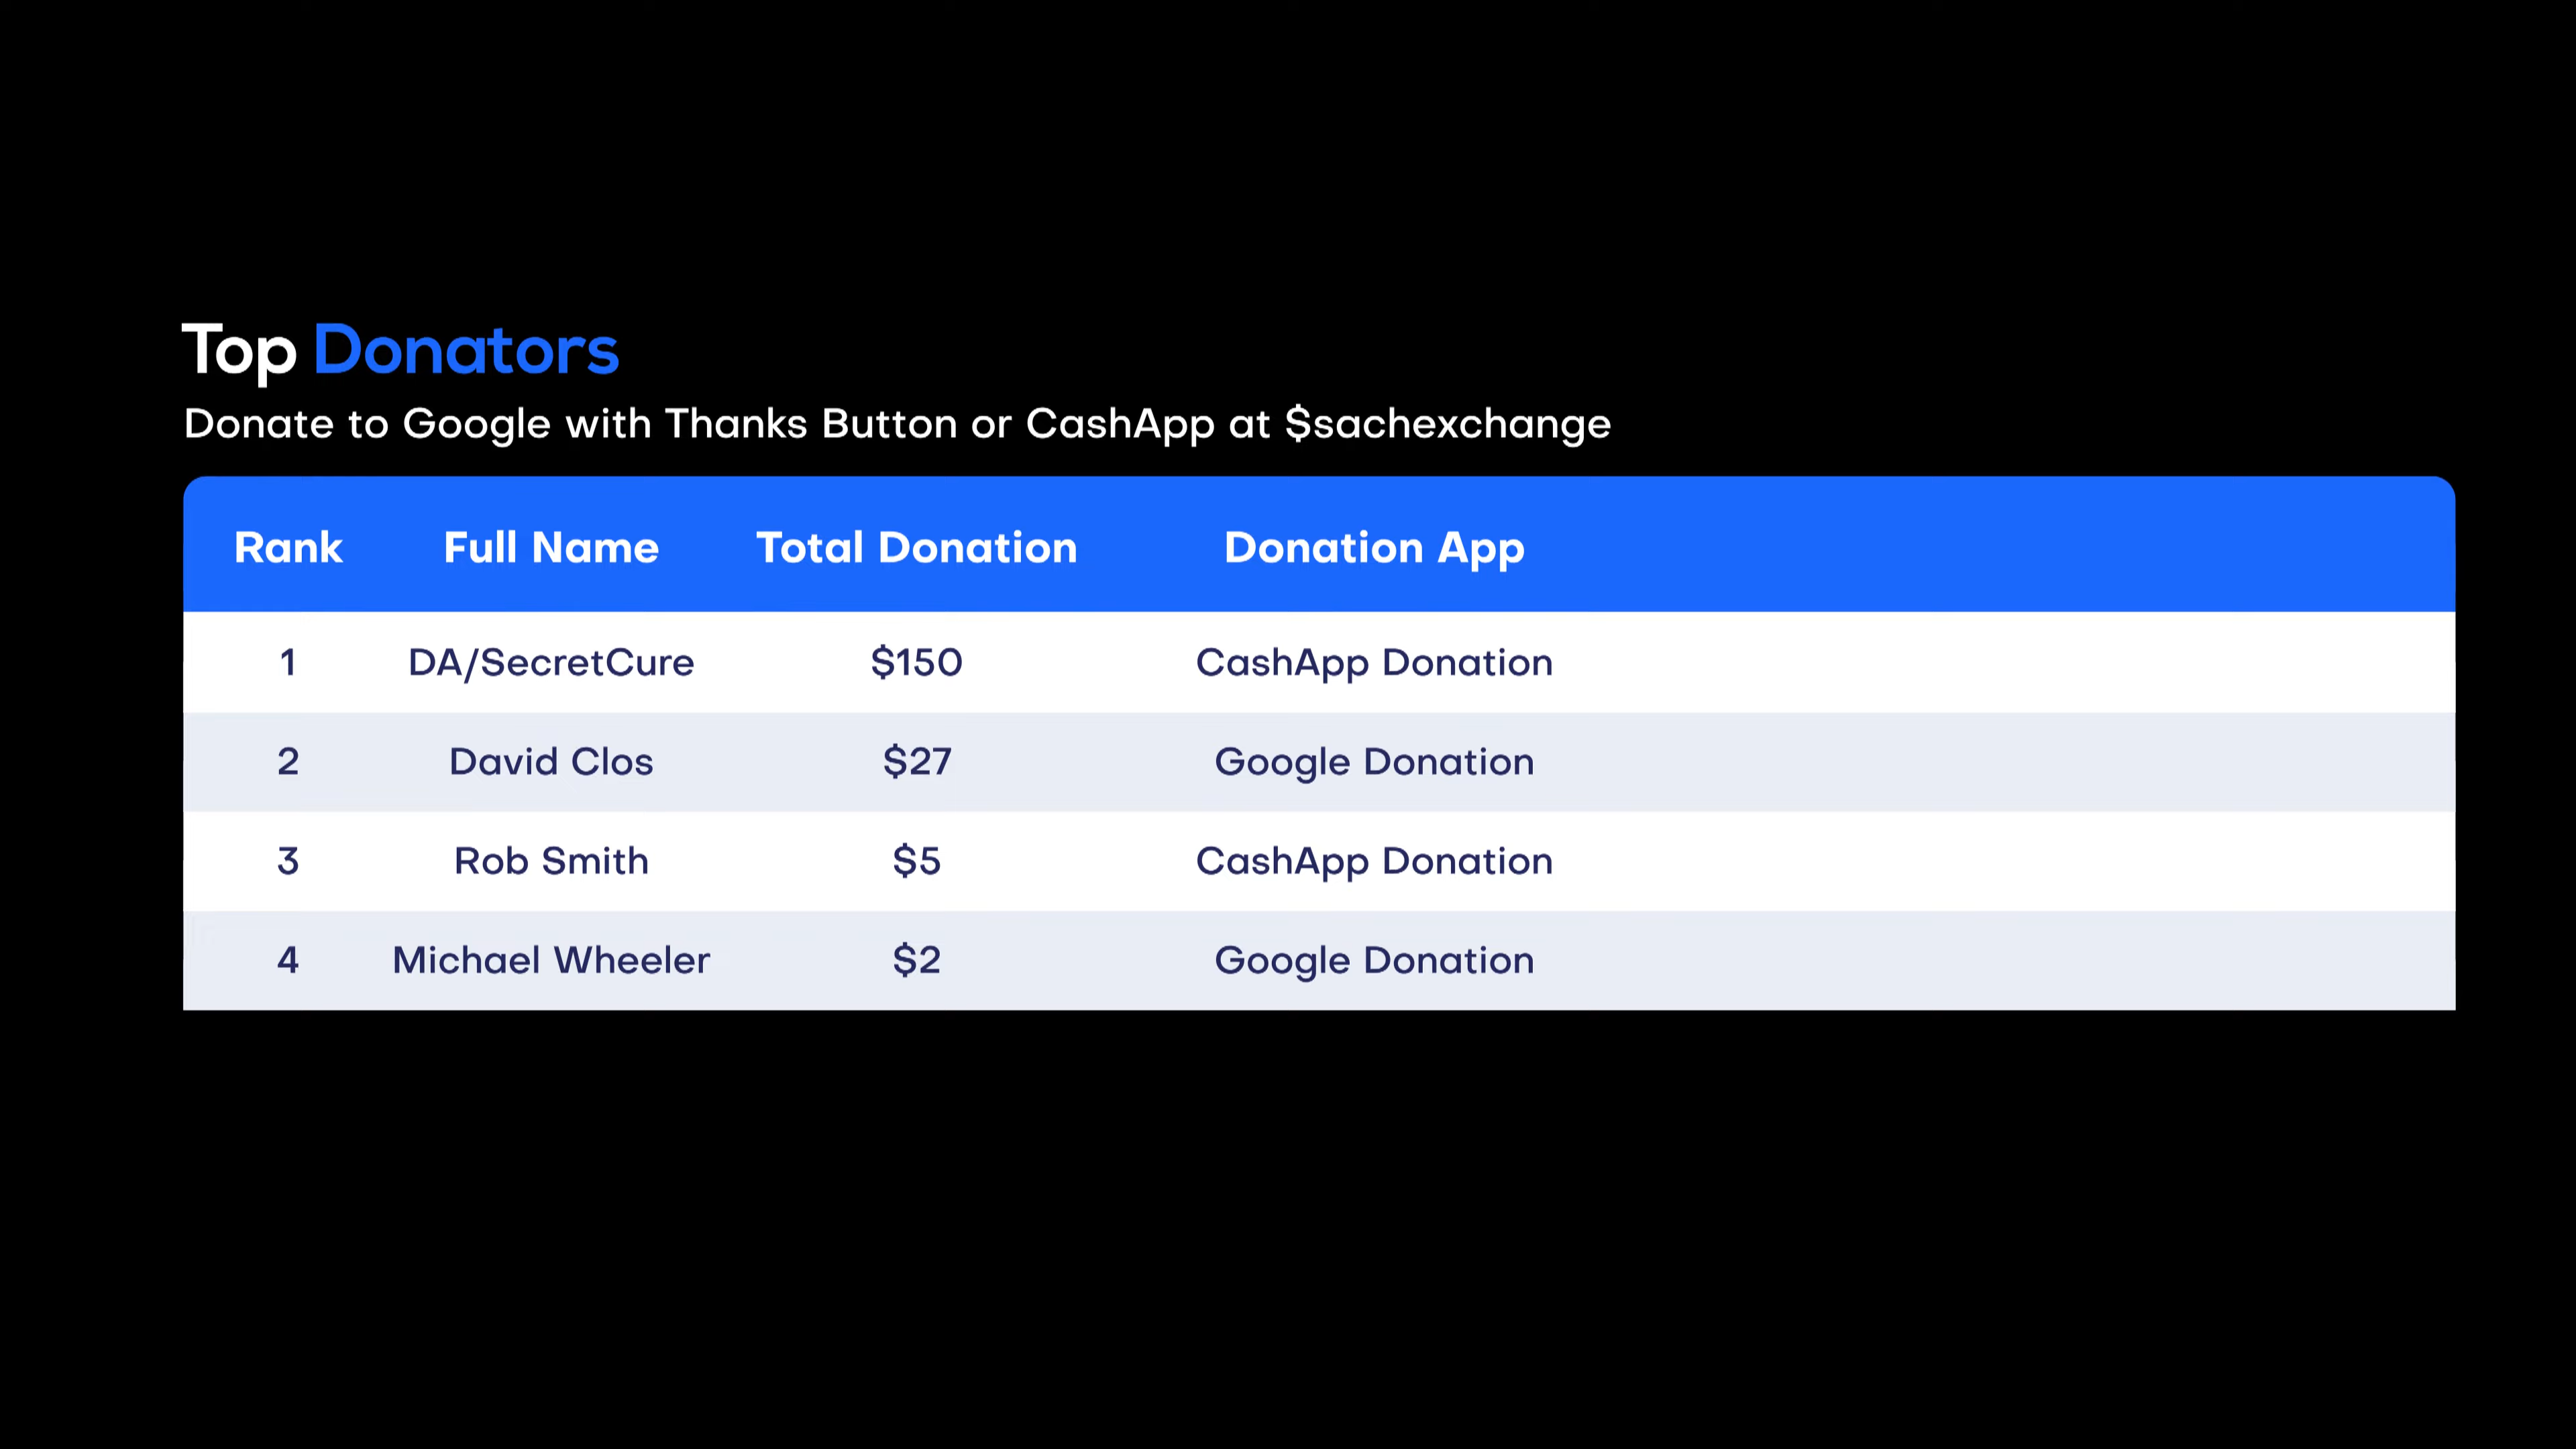 Top Donators
Donate to Google with Thanks Button or CashApp at $sachexchange
Rank Full Name Total Donation Donation App
1 DA/SecretCure $150 CashApp Donation
2 David Clos $27 Google Donation
3 Rob Smith $5 CashApp Donation
4 Michael Wheeler $2 Google Donation